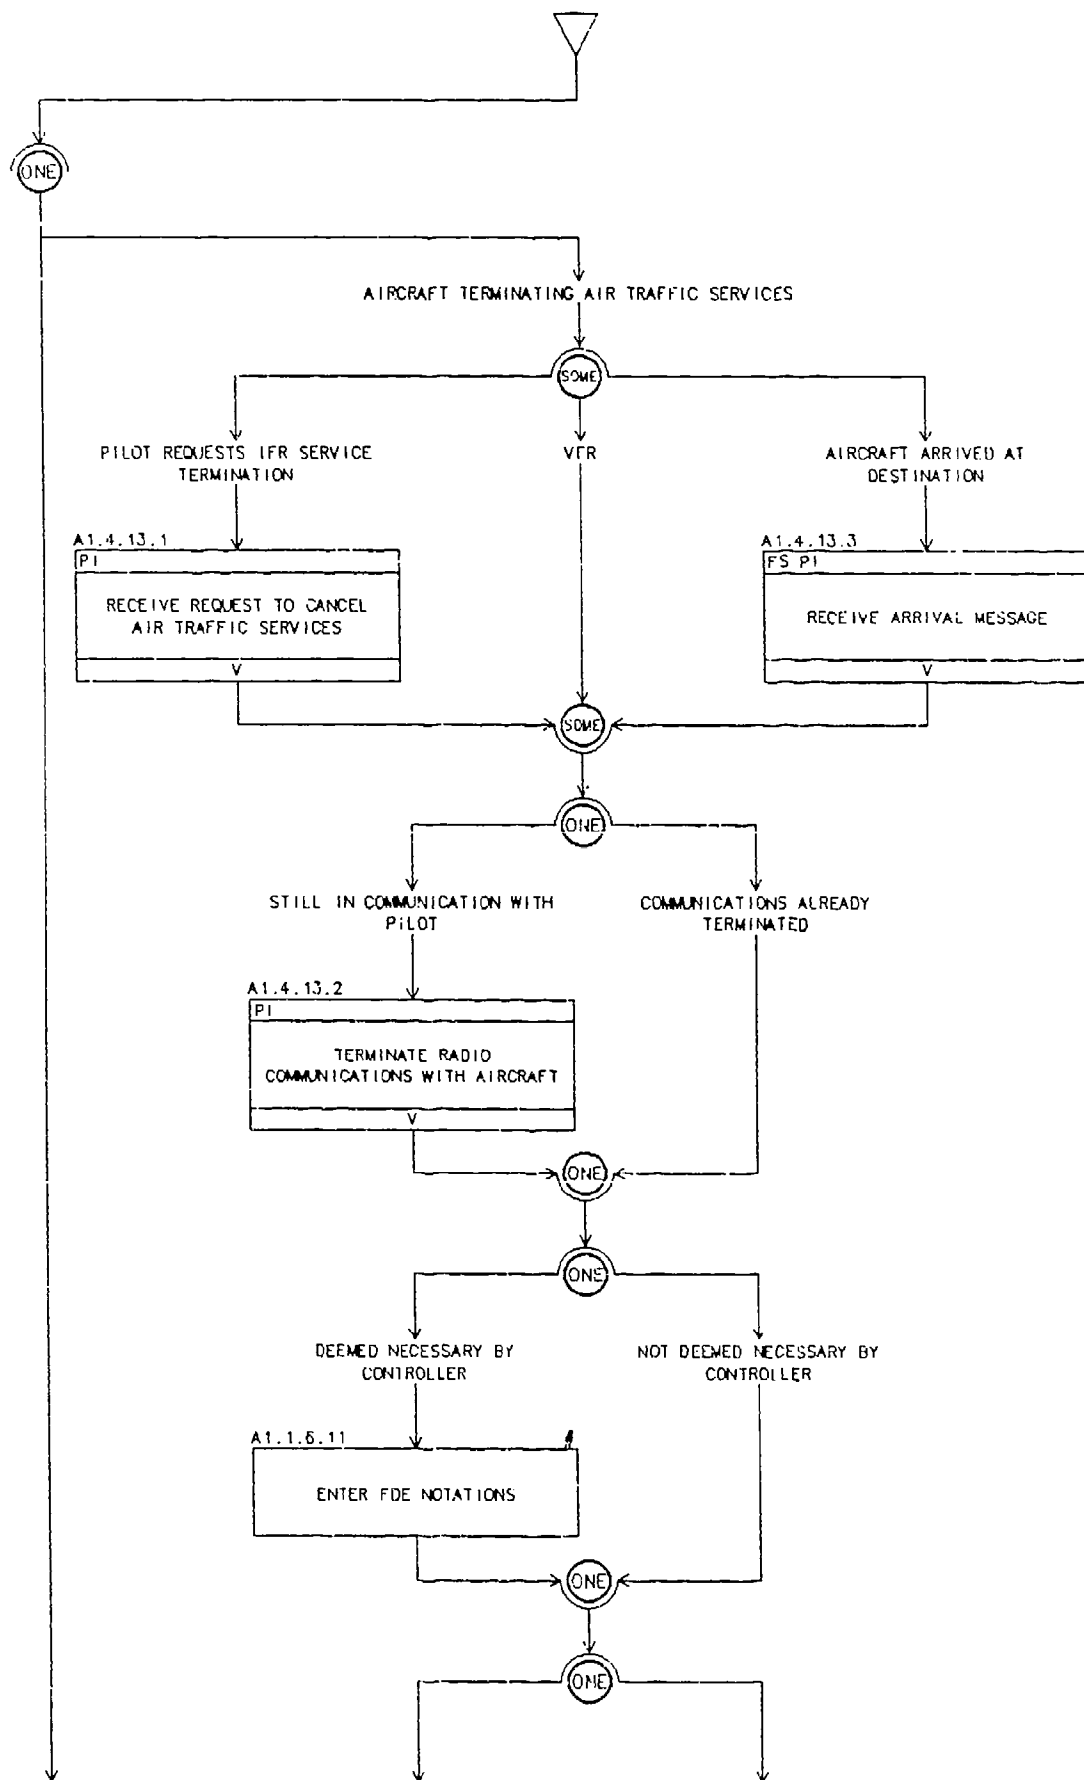 ONE
AIRCRAFT TERMINATING AIR TRAFFIC SERVICES
SOME
PILOT REQUESTS IFR SERVICE
TERMINATION
VFR
AIRCRAFT ARRIVED AT
DESTINATION
A1.4.13.1
PI
RECEIVE REQUEST TO CANCEL
AIR TRAFFIC SERVICES
V
A1.4.13.3
FS PI
RECEIVE ARRIVAL MESSAGE
V
SOME
ONE
STILL IN COMMUNICATION WITH
PILOT
COMMUNICATIONS ALREADY
TERMINATED
A1.4.13.2
PI
TERMINATE RADIO
COMMUNICATIONS WITH AIRCRAFT
V
ONE
ONE
DEEMED NECESSARY BY
CONTROLLER
NOT DEEMED NECESSARY BY
CONTROLLER
A1.1.6.11
ENTER FDE NOTATIONS
ONE
ONE